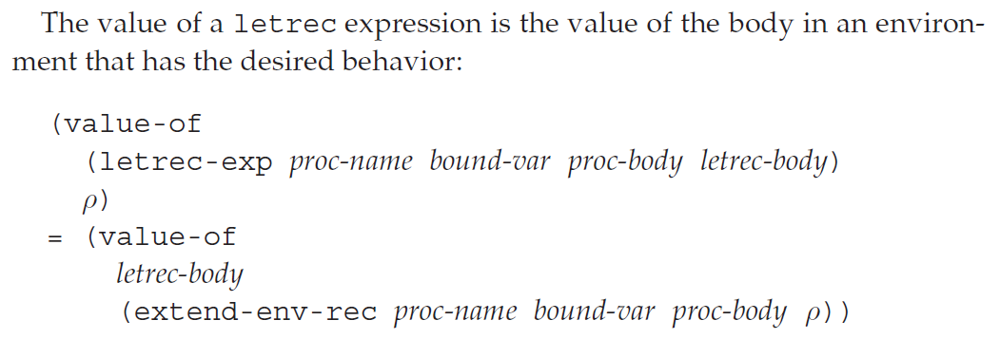 The value of a letrec expression is the value of the body in an environ-
ment that has the desired behavior:
(value-of
(letrec-exp proc-name bound-var proc-body letrec-body)
ρ)
= (value-of
letrec-body
(extend-env-rec proc-name bound-var proc-body ρ))